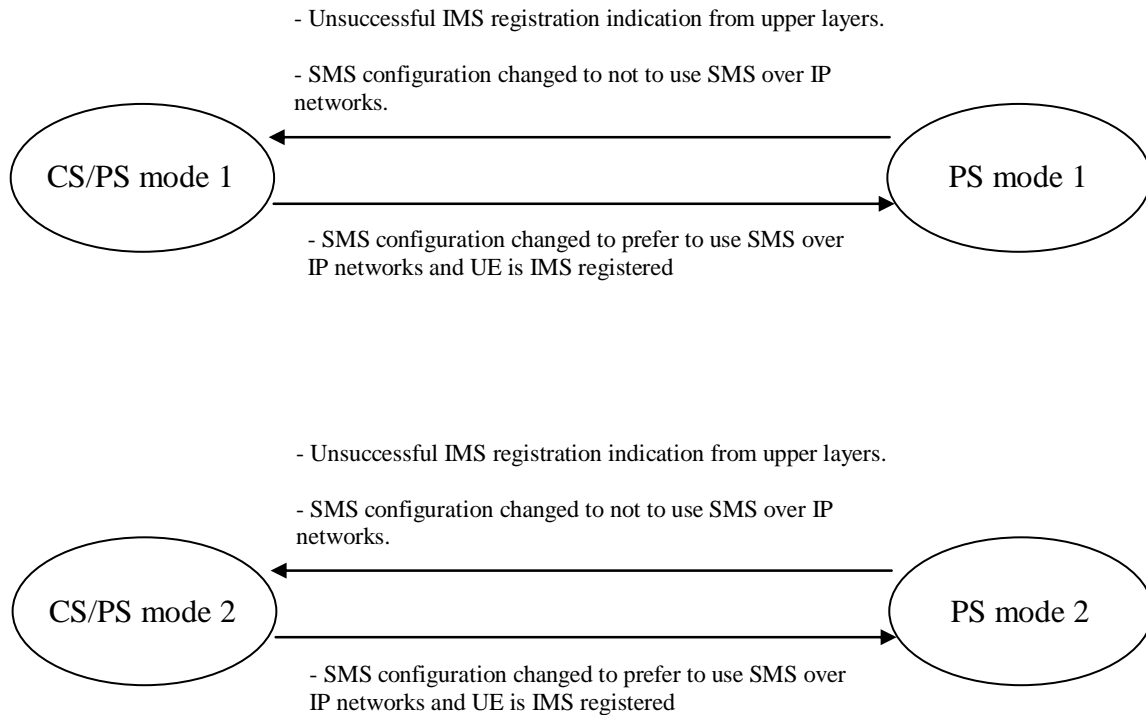 - Unsuccessful IMS registration indication from upper layers.
- SMS configuration changed to not to use SMS over IP
networks.
CS/PS mode 1
PS mode 1
- SMS configuration changed to prefer to use SMS over
IP networks and UE is IMS registered
- Unsuccessful IMS registration indication from upper layers.
- SMS configuration changed to not to use SMS over IP
networks.
CS/PS mode 2
PS mode 2
- SMS configuration changed to prefer to use SMS over
IP networks and UE is IMS registered